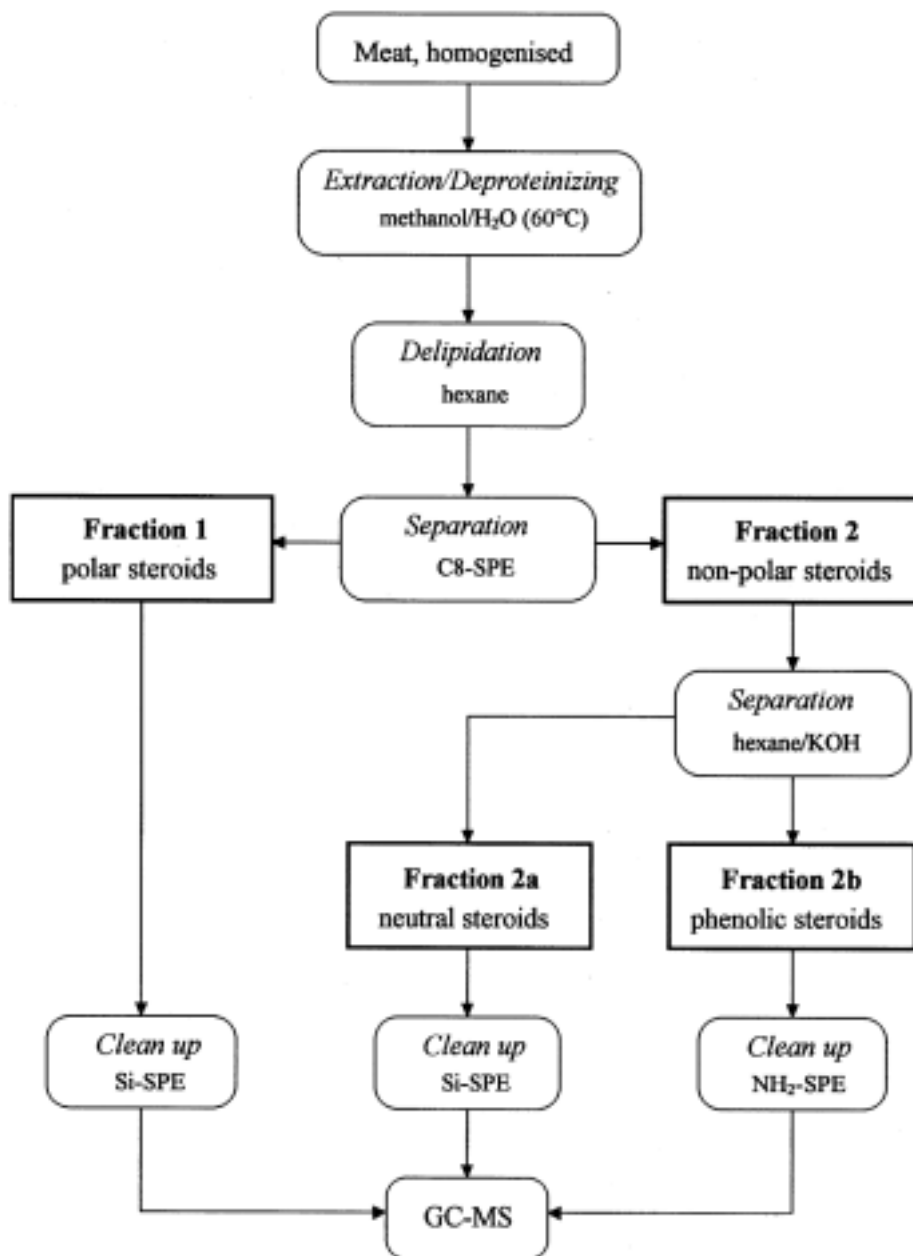 Meat, homogenised
Extraction/Deproteinizing
methanol/H₂O (60°C)
Delipidation
hexane
Fraction 1
polar steroids
Separation
C8-SPE
Fraction 2
non-polar steroids
Separation
hexane/KOH
Fraction 2a
neutral steroids
Fraction 2b
phenolic steroids
Clean up
Si-SPE
Clean up
Si-SPE
Clean up
NH₂-SPE
GC-MS